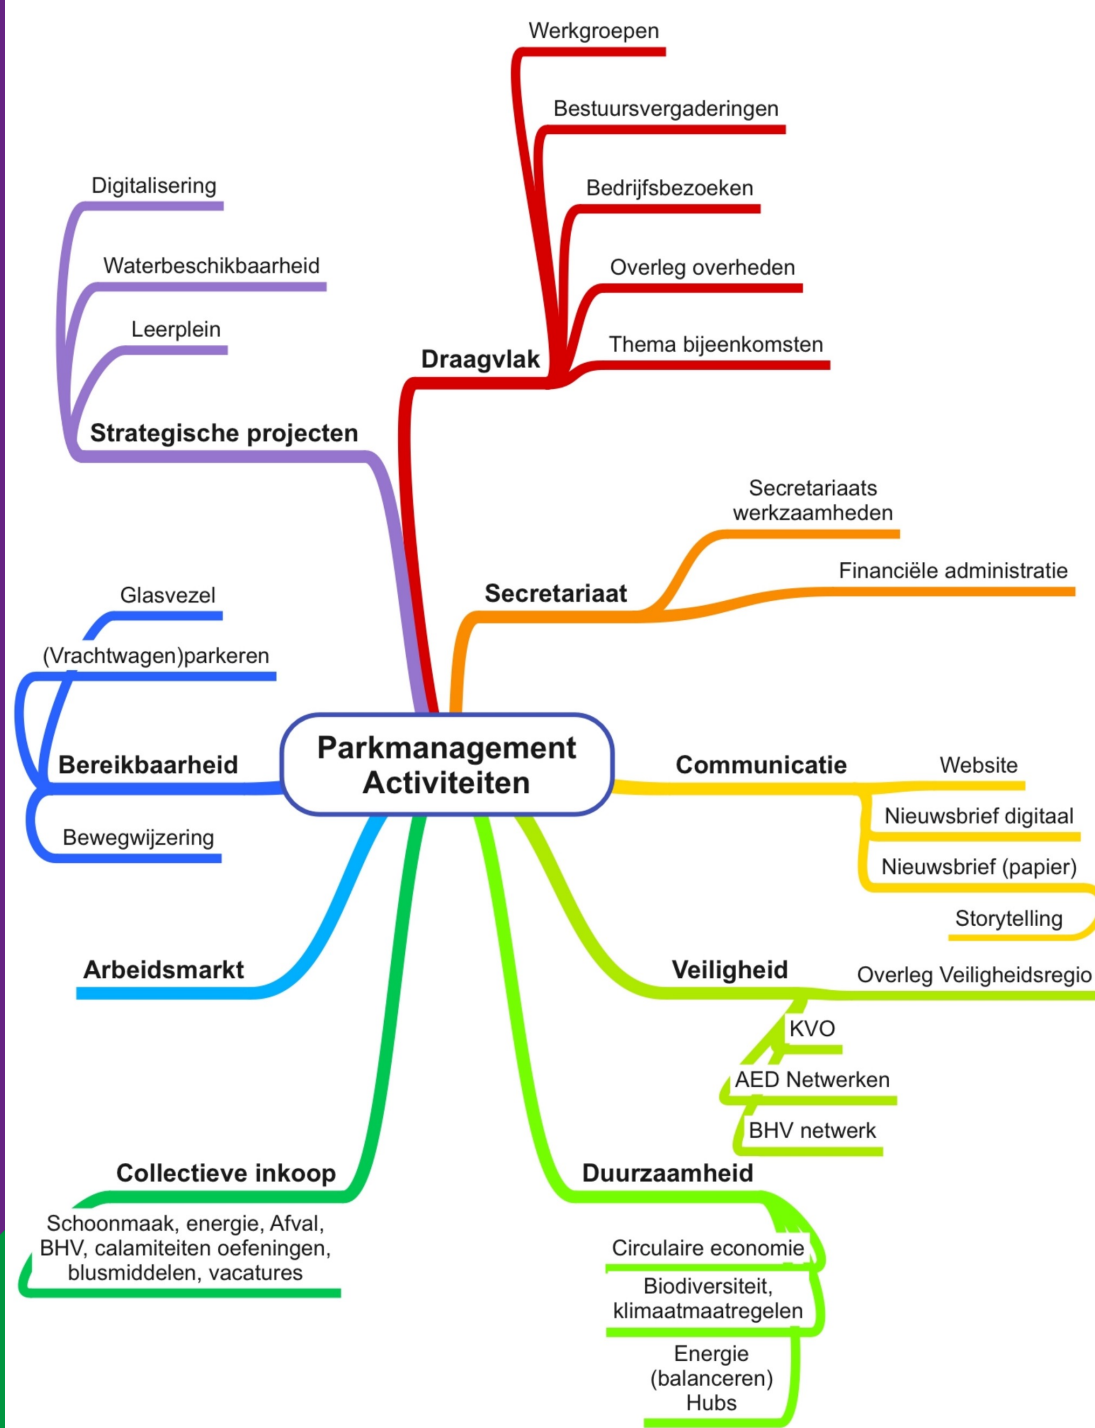 Werkgroepen
Bestuursvergaderingen
Bedrijfsbezoeken
Overleg overheden
Thema bijeenkomsten
Draagvlak
Digitalisering
Waterbeschikbaarheid
Leerplein
Strategische projecten
Secretariaats
werkzaamheden
Financiële administratie
Secretariaat
Glasvezel
(Vrachtwagen)parkeren
Bereikbaarheid
Bewegwijzering
Parkmanagement
Activiteiten
Communicatie
Website
Nieuwsbrief digitaal
Nieuwsbrief (papier)
Storytelling
Arbeidsmarkt
Veiligheid
Overleg Veiligheidsregio
KVO
AED Netwerken
BHV netwerk
Collectieve inkoop
Schoonmaak, energie, Afval,
BHV, calamiteiten oefeningen,
blusmiddelen, vacatures
Duurzaamheid
Circulaire economie
Biodiversiteit,
klimaatmaatregelen
Energie
(balanceren)
Hubs